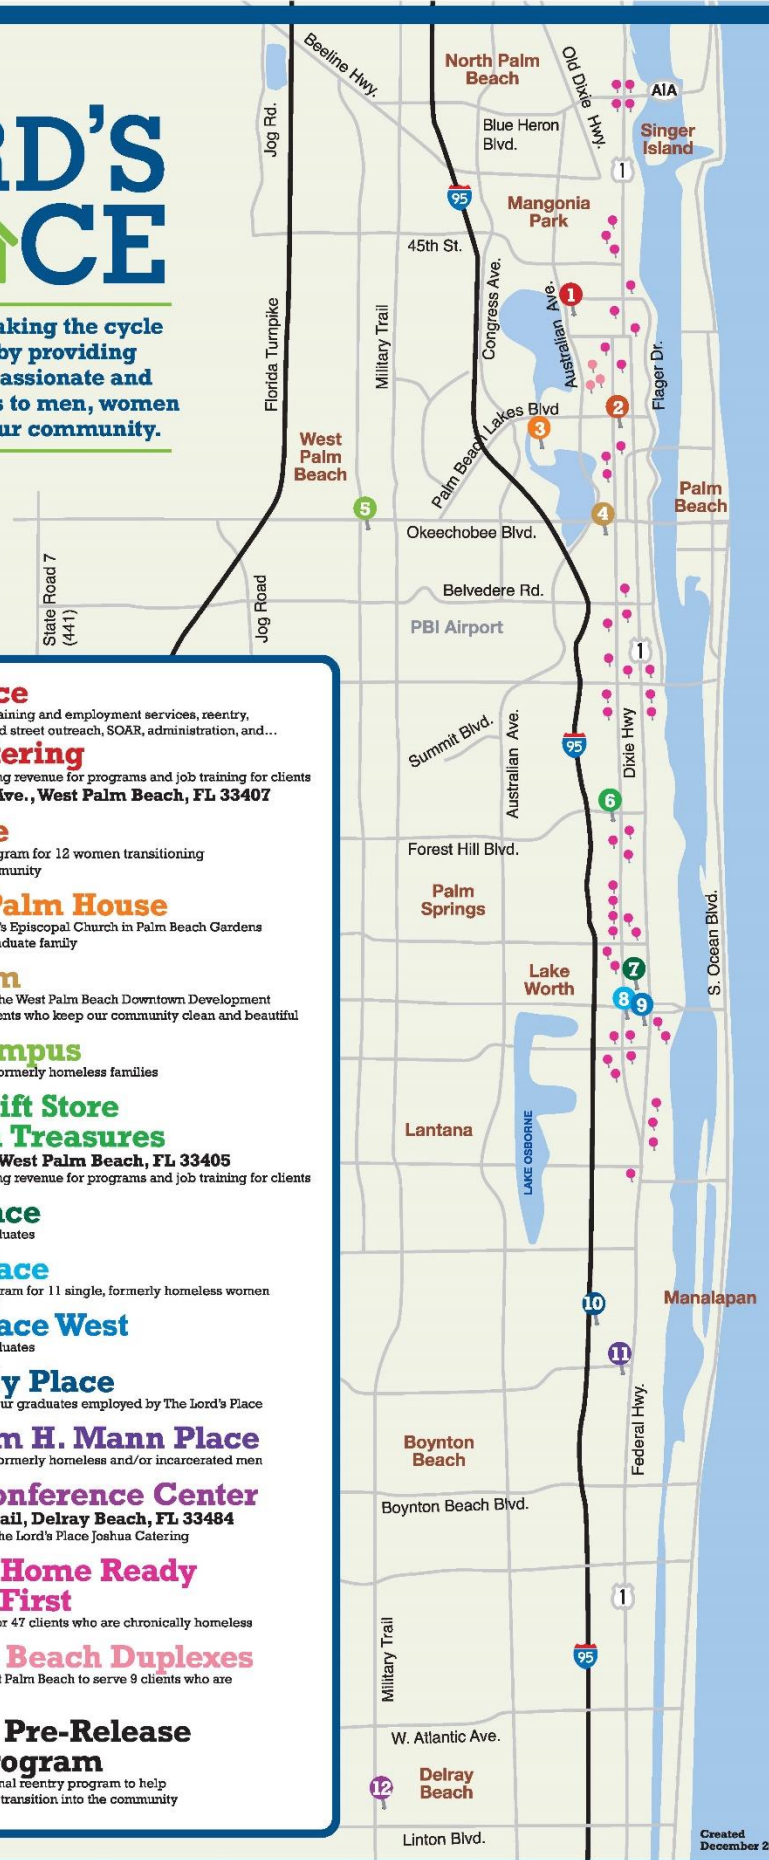 RD'S
CE
aking the cycle
by providing
assionate and
s to men, women
ur community.
North Palm
Beach
Beeline Hwy.
Old Dixie Hwy.
A1A
Jog Rd.
Blue Heron
Blvd.
Singer
Island
1
95
Mangonia
Park
45th St.
Congress Ave.
1
Australian Ave.
Florida Turnpike
Military Trail
Flager Dr.
2
Palm Beach Lakes Blvd
3
West
Palm
Beach
Palm
Beach
5
4
Okeechobee Blvd.
State Road 7
(441)
Jog Road
Belvedere Rd.
PBI Airport
1
Summit Blvd.
Australian Ave.
95
Dixie Hwy
6
Forest Hill Blvd.
Palm
Springs
S. Ocean Blvd.
7
Lake
Worth
8
9
Lantana
LAKE OSBORNE
10
Manalapan
11
Federal Hwy.
Boynton
Beach
Boynton Beach Blvd.
1
Military Trail
95
W. Atlantic Ave.
12
Delray
Beach
Linton Blvd.
ce
aining and employment services, reentry,
d street outreach, SOAR, administration, and...
ering
ng revenue for programs and job training for clients
Ave., West Palm Beach, FL 33407
e
gram for 12 women transitioning
munity
Palm House
's Episcopal Church in Palm Beach Gardens
duate family
m
he West Palm Beach Downtown Development
ents who keep our community clean and beautiful
mpus
ormerly homeless families
ift Store
Treasures
West Palm Beach, FL 33405
ng revenue for programs and job training for clients
ace
luates
ace
ram for 11 single, formerly homeless women
ace West
luates
y Place
ur graduates employed by The Lord's Place
m H. Mann Place
ormerly homeless and/or incarcerated men
onference Center
ail, Delray Beach, FL 33484
he Lord's Place Joshua Catering
Home Ready
First
or 47 clients who are chronically homeless
Beach Duplexes
t Palm Beach to serve 9 clients who are
Pre-Release
ogram
nal reentry program to help
transition into the community
Created
December 2